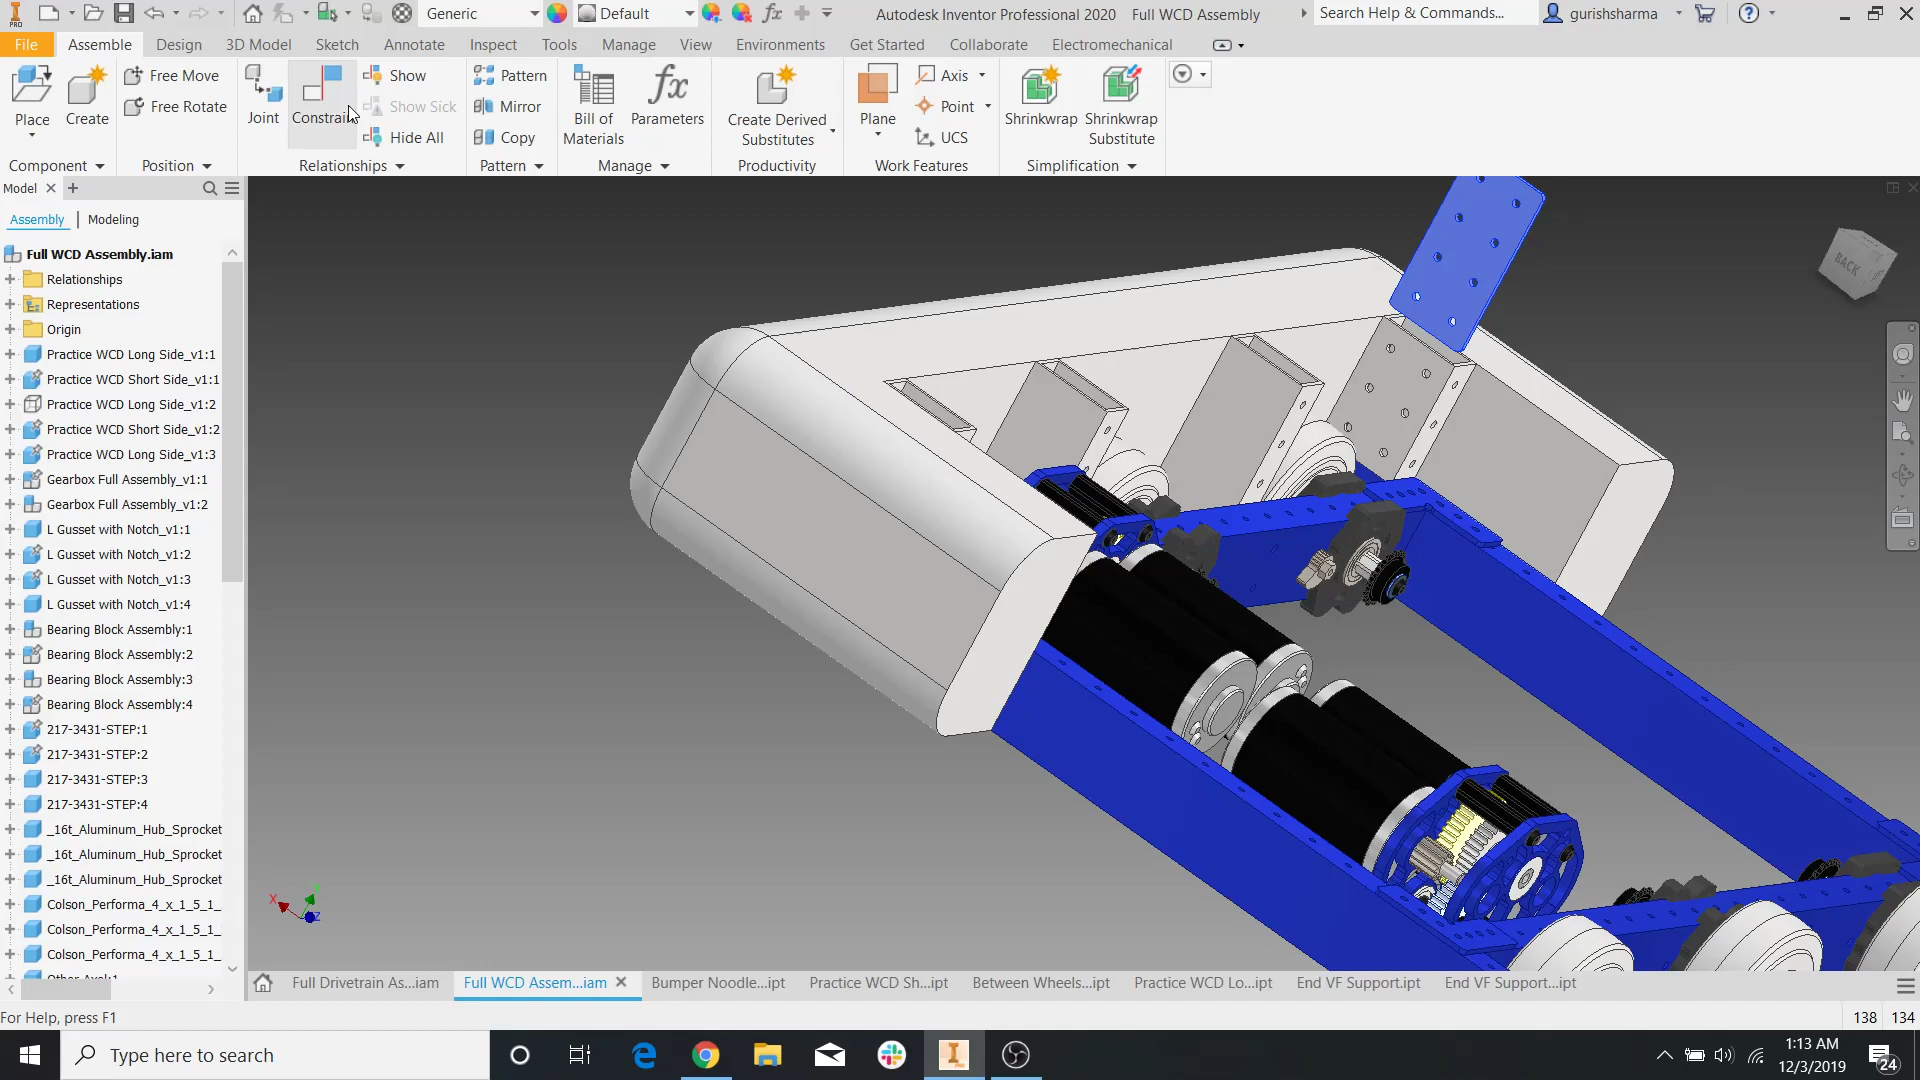 PRO
Generic
Default
Autodesk Inventor Professional 2020 Full WCD Assembly
Search Help & Commands...
gurishsharma
File
Assemble
Design
3D Model
Sketch
Annotate
Inspect
Tools
Manage
View
Environments
Get Started
Collaborate
Electromechanical
Place
Create
Free Move
Free Rotate
Joint
Constrain
Show
Show Sick
Hide All
Pattern
Mirror
Copy
Bill of
Materials
Parameters
Create Derived
Substitutes
Plane
Axis
Point
UCS
Shrinkwrap
Shrinkwrap
Substitute
Component
Position
Relationships
Pattern
Manage
Productivity
Work Features
Simplification
Model
Assembly
Modeling
Full WCD Assembly.iam
Relationships
Representations
Origin
Practice WCD Long Side_v1:1
Practice WCD Short Side_v1:1
Practice WCD Long Side_v1:2
Practice WCD Short Side_v1:2
Practice WCD Long Side_v1:3
Gearbox Full Assembly_v1:1
Gearbox Full Assembly_v1:2
L Gusset with Notch_v1:1
L Gusset with Notch_v1:2
L Gusset with Notch_v1:3
L Gusset with Notch_v1:4
Bearing Block Assembly:1
Bearing Block Assembly:2
Bearing Block Assembly:3
Bearing Block Assembly:4
217-3431-STEP:1
217-3431-STEP:2
217-3431-STEP:3
217-3431-STEP:4
_16t_Aluminum_Hub_Sprocket
_16t_Aluminum_Hub_Sprocket
_16t_Aluminum_Hub_Sprocket
Colson_Performa_4_x_1_5_1_
Colson_Performa_4_x_1_5_1_
Colson_Performa_4_x_1_5_1_
BACK
X
Z
Full Drivetrain As...iam
Full WCD Assem...iam
Bumper Noodle...ipt
Practice WCD Sh...ipt
Between Wheels...ipt
Practice WCD Lo...ipt
End VF Support.ipt
End VF Support...ipt
For Help, press F1
138 134
Type here to search
1:13 AM
12/3/2019
24